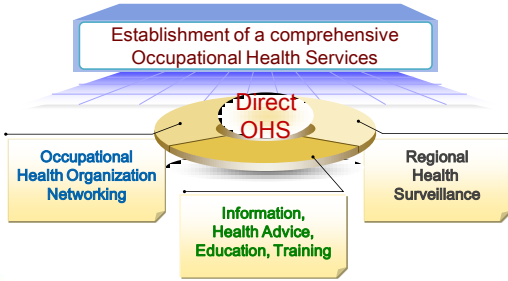 Establishment of a comprehensive
Occupational Health Services
Direct
OHS
Occupational
Health Organization
Networking
Regional
Health
Surveillance
Information,
Health Advice,
Education, Training